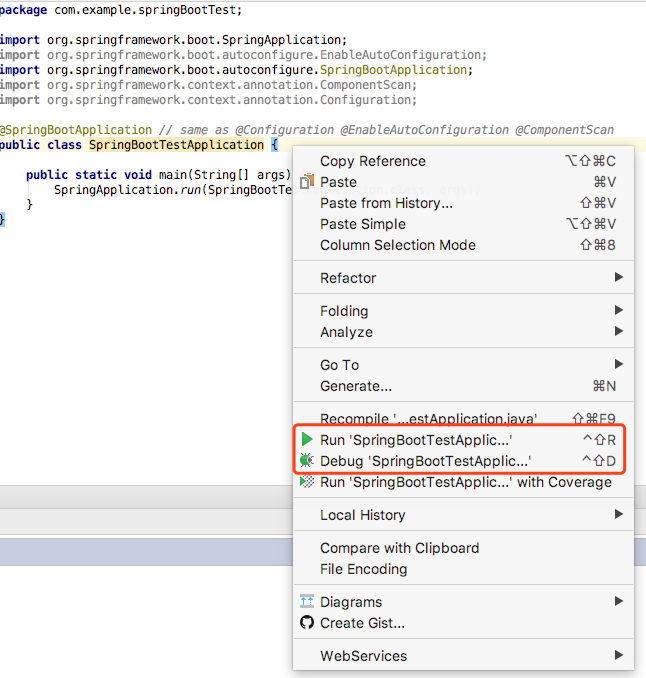 package com.example.springBootTest;
import org.springframework.boot.SpringApplication;
import org.springframework.boot.autoconfigure.EnableAutoConfiguration;
import org.springframework.boot.autoconfigure.SpringBootApplication;
import org.springframework.context.annotation.ComponentScan;
import org.springframework.context.annotation.Configuration;
@SpringBootApplication // same as @Configuration @EnableAutoConfiguration @ComponentScan
public class SpringBootTestApplication {
public static void main(String[] args)
SpringApplication.run(SpringBootTe
}
}
Copy Reference ⌥⇧⌘C
Paste ⌘V
Paste from History... ⇧⌘V
Paste Simple ⌥⇧⌘V
Column Selection Mode ⇧⌘8
Refactor
Folding
Analyze
Go To
Generate... ⌘N
Recompile '...estApplication.java' ⇧⌘F9
Run 'SpringBootTestApplic...' ^⇧R
Debug 'SpringBootTestApplic...' ^⇧D
Run 'SpringBootTestApplic...' with Coverage
Local History
Compare with Clipboard
File Encoding
Diagrams
Create Gist...
WebServices